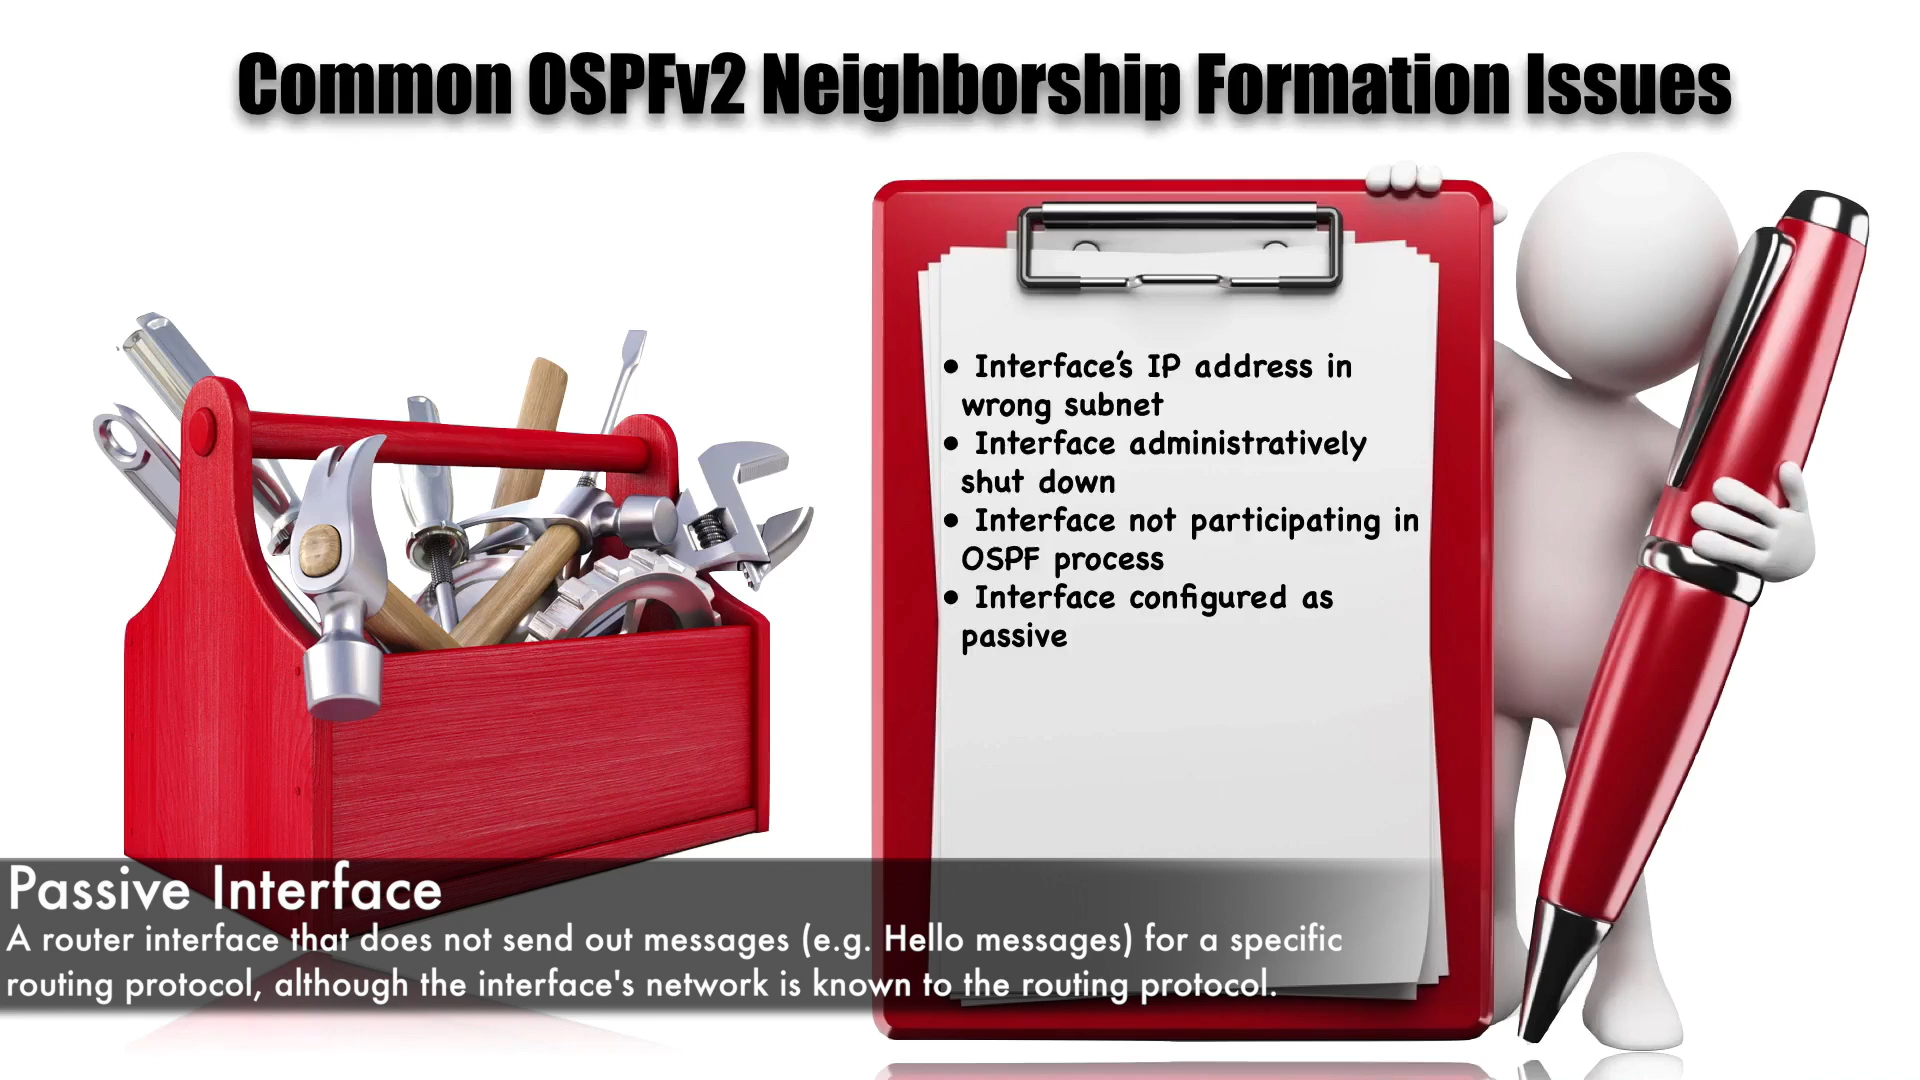 Common OSPFv2 Neighborship Formation Issues
• Interface's IP address in
wrong subnet
• Interface administratively
shut down
• Interface not participating in
OSPF process
• Interface configured as
passive
Passive Interface
A router interface that does not send out messages (e.g. Hello messages) for a specific
routing protocol, although the interface's network is known to the routing protocol.